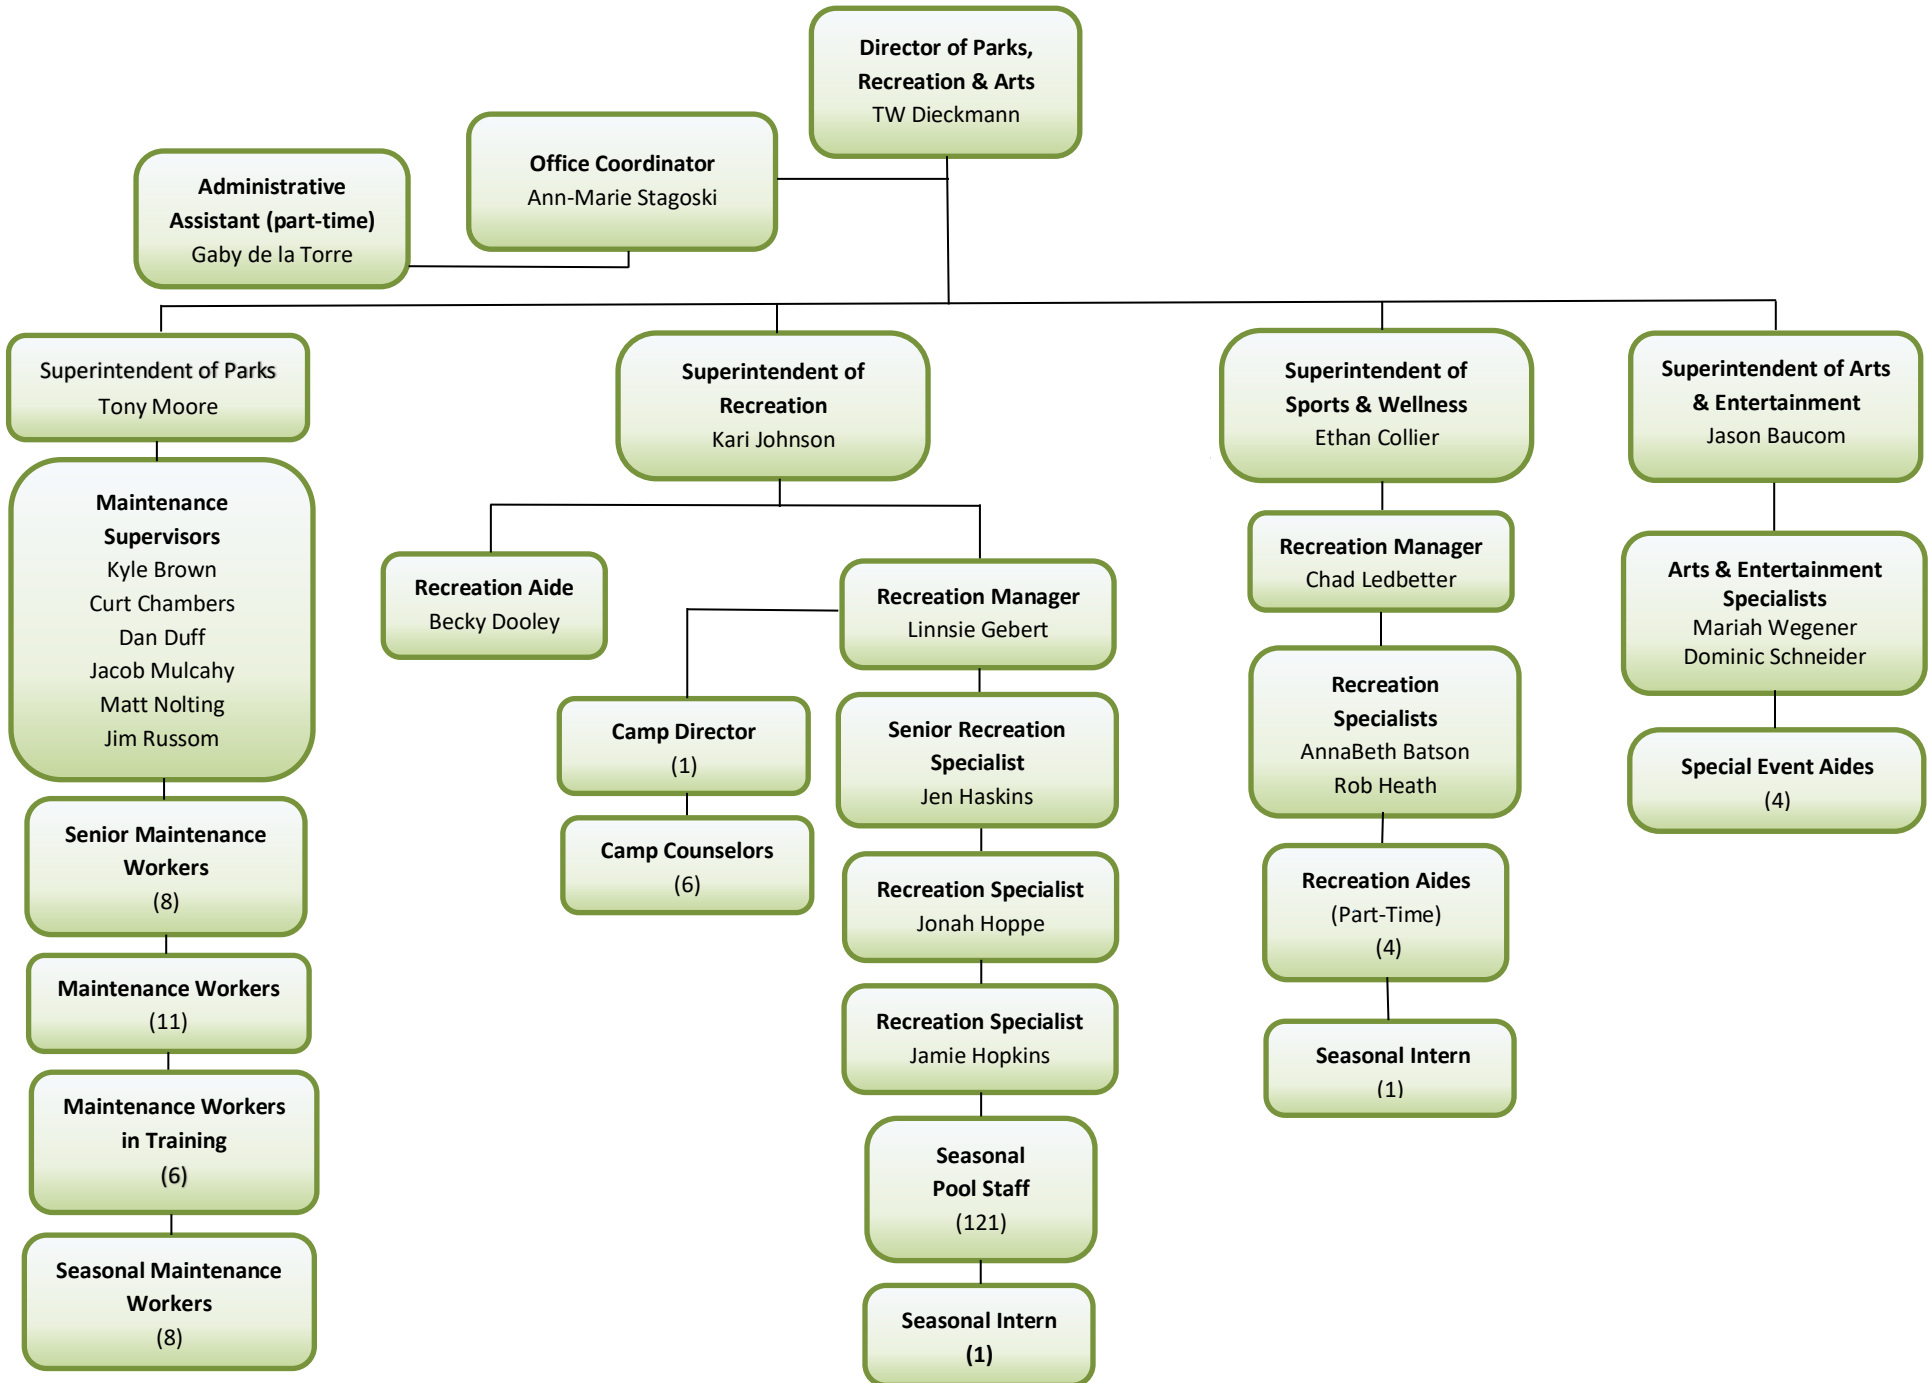 Director of Parks,
Recreation & Arts
TW Dieckmann
Office Coordinator
Ann-Marie Stagoski
Administrative
Assistant (part-time)
Gaby de la Torre
Superintendent of Parks
Tony Moore
Maintenance
Supervisors
Kyle Brown
Curt Chambers
Dan Duff
Jacob Mulcahy
Matt Nolting
Jim Russom
Senior Maintenance
Workers
(8)
Maintenance Workers
(11)
Maintenance Workers
in Training
(6)
Seasonal Maintenance
Workers
(8)
Superintendent of
Recreation
Kari Johnson
Recreation Aide
Becky Dooley
Recreation Manager
Linnsie Gebert
Camp Director
(1)
Camp Counselors
(6)
Senior Recreation
Specialist
Jen Haskins
Recreation Specialist
Jonah Hoppe
Recreation Specialist
Jamie Hopkins
Seasonal
Pool Staff
(121)
Seasonal Intern
(1)
Superintendent of
Sports & Wellness
Ethan Collier
Recreation Manager
Chad Ledbetter
Recreation
Specialists
AnnaBeth Batson
Rob Heath
Recreation Aides
(Part-Time)
(4)
Seasonal Intern
(1)
Superintendent of Arts
& Entertainment
Jason Baucom
Arts & Entertainment
Specialists
Mariah Wegener
Dominic Schneider
Special Event Aides
(4)